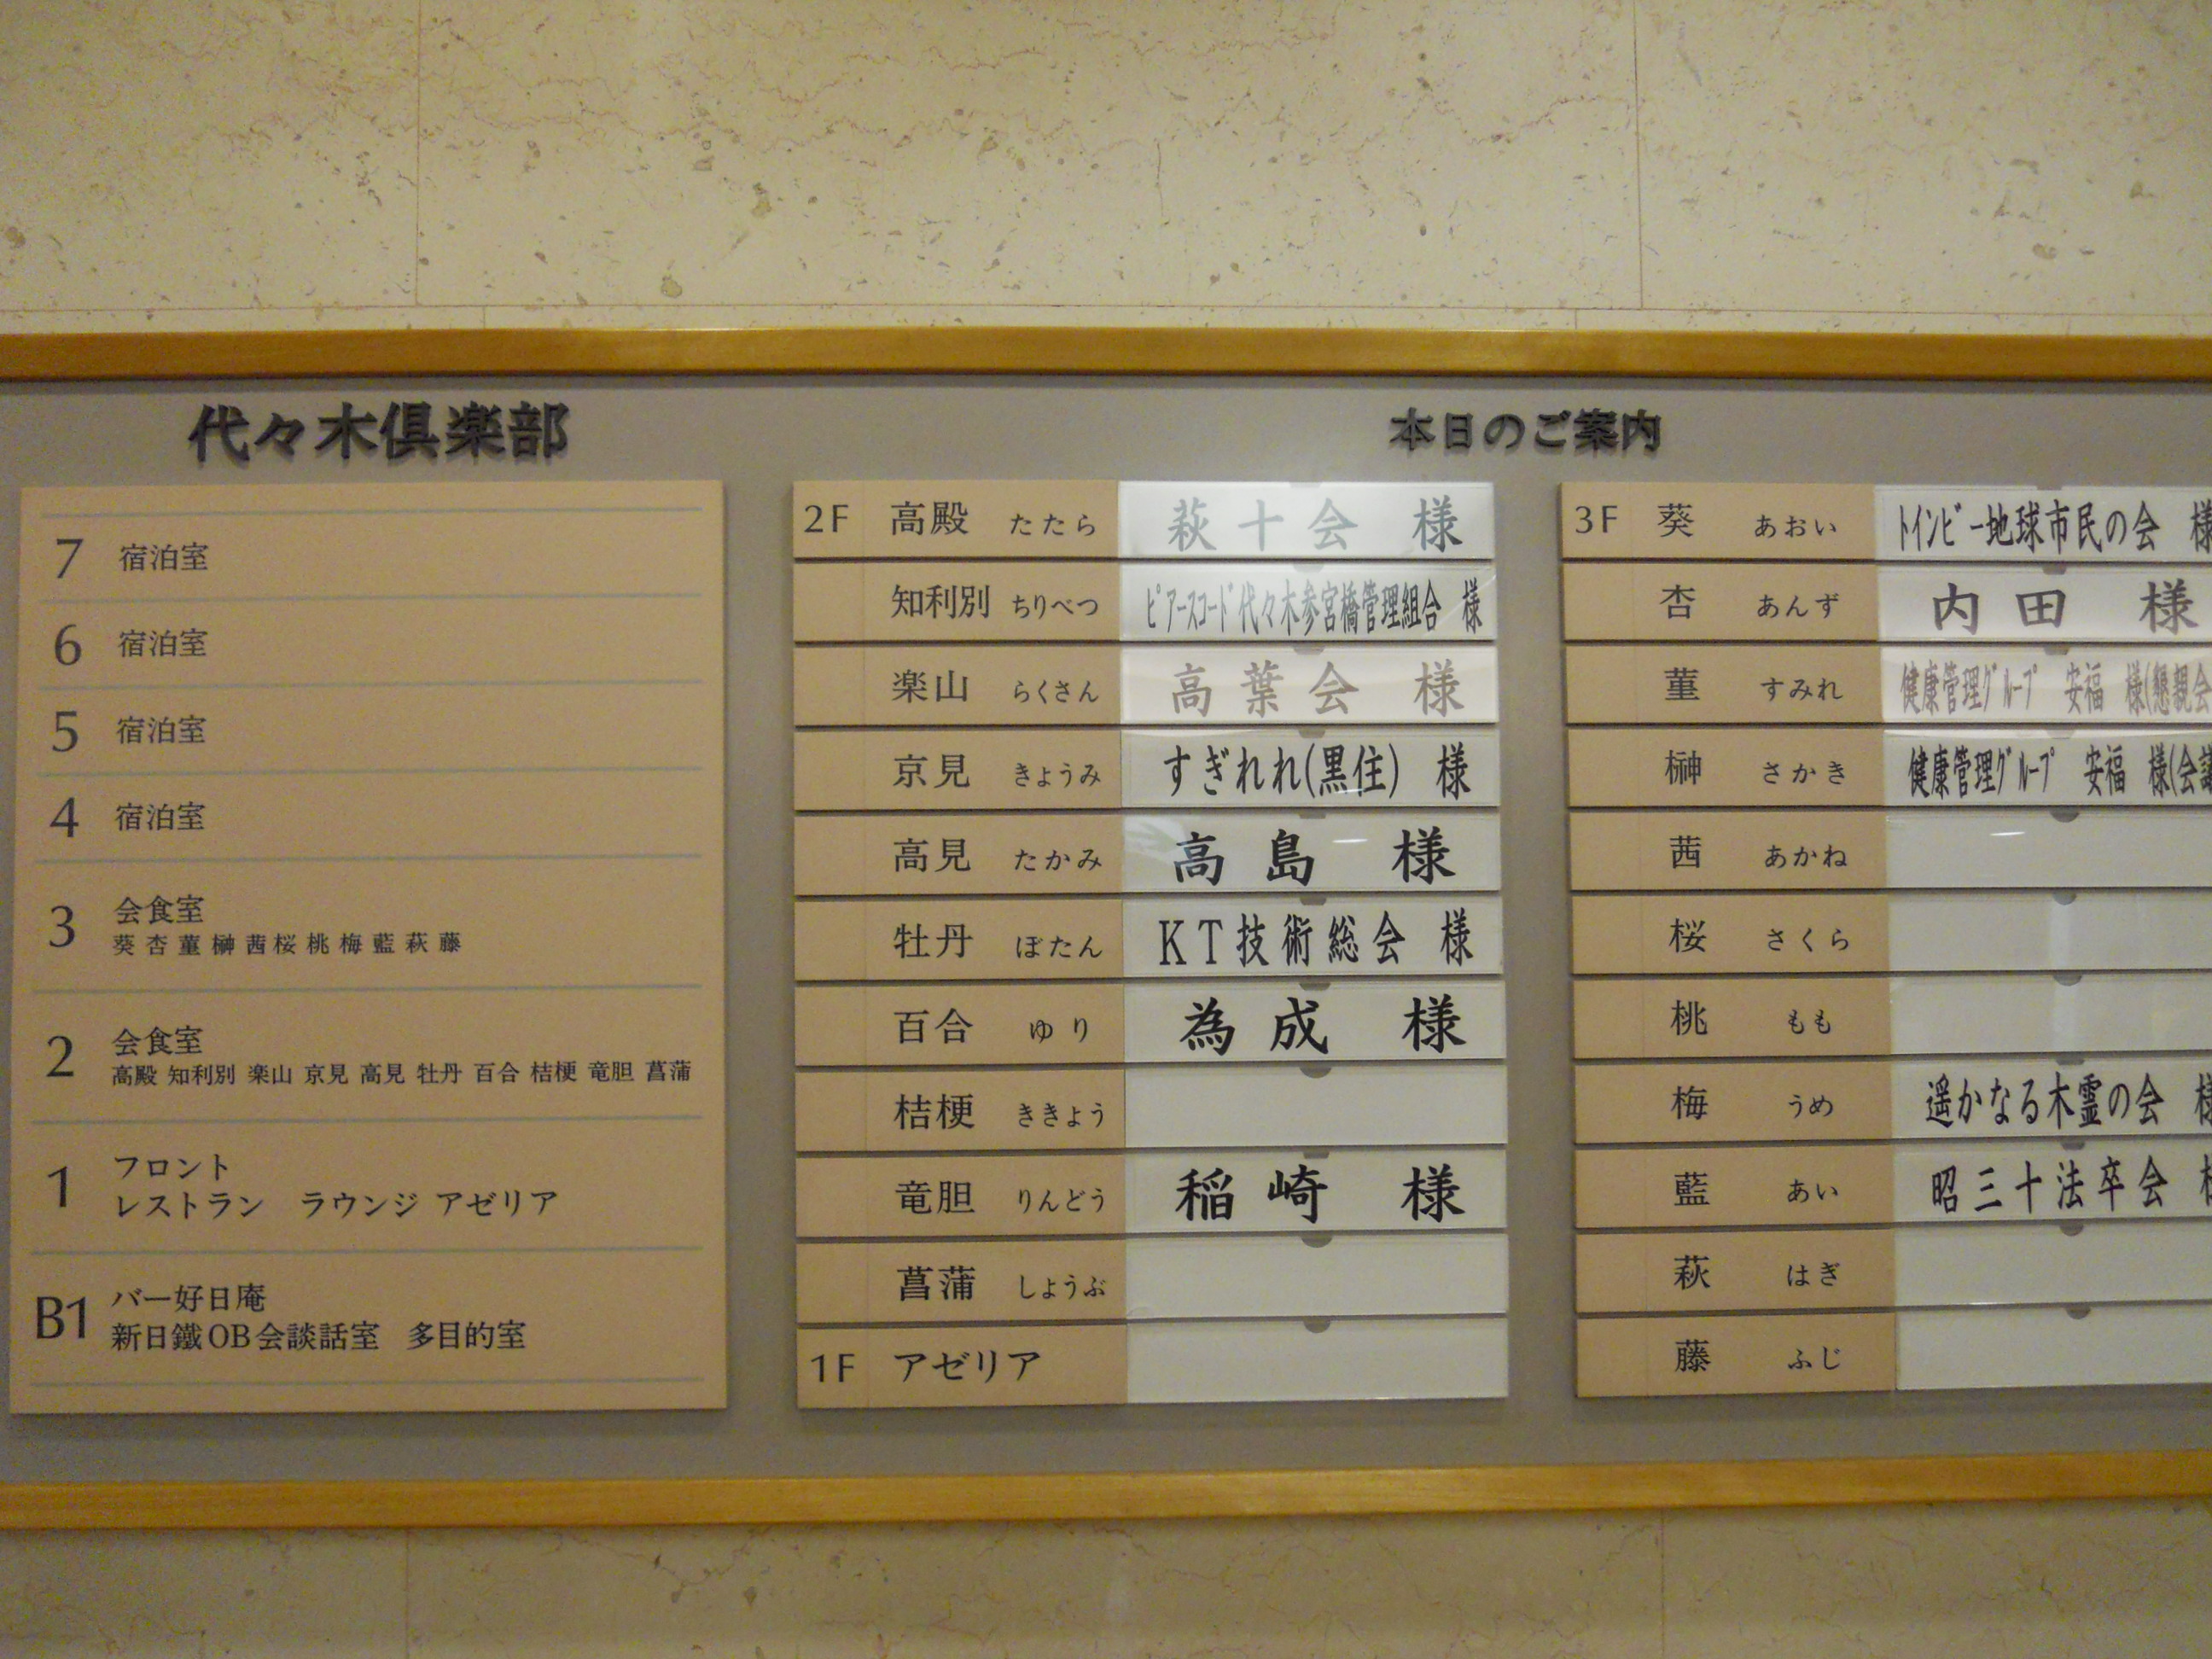 代々木倶楽部
7 宿泊室
6 宿泊室
5 宿泊室
4 宿泊室
3 会食室
葵 杏 菫 榊 茜 桜 桃 梅 藍 萩 藤
2 会食室
高殿 知利別 楽山 京見 高見 牡丹 百合 桔梗 竜胆 菖蒲
1 フロント
レストラン ラウンジ アゼリア
B1 バー好日庵
新日鐵OB会談話室 多目的室
本日のご案内
2F 高殿 たたら 萩十会 様
知利別 ちりべつ ﾋﾟｱｰｽｺｰﾄﾞ代々木参宮橋管理組合 様
楽山 らくさん 高葉会 様
京見 きょうみ すぎれれ(黒住) 様
高見 たかみ 高島 様
牡丹 ぼたん KT技術総会 様
百合 ゆり 為成 様
桔梗 ききょう
竜胆 りんどう 稲崎 様
菖蒲 しょうぶ
1F アゼリア
3F 葵 あおい ﾄインﾋﾞｰ地球市民の会 様
杏 あんず 内田 様
菫 すみれ 健康管理ｸﾞﾙｰﾌﾟ 安福 様(懇親会
榊 さかき 健康管理ｸﾞﾙｰﾌﾟ 安福 様(会議
茜 あかね
桜 さくら
桃 もも
梅 うめ 遥かなる木霊の会 様
藍 あい 昭三十法卒会
萩 はぎ
藤 ふじ